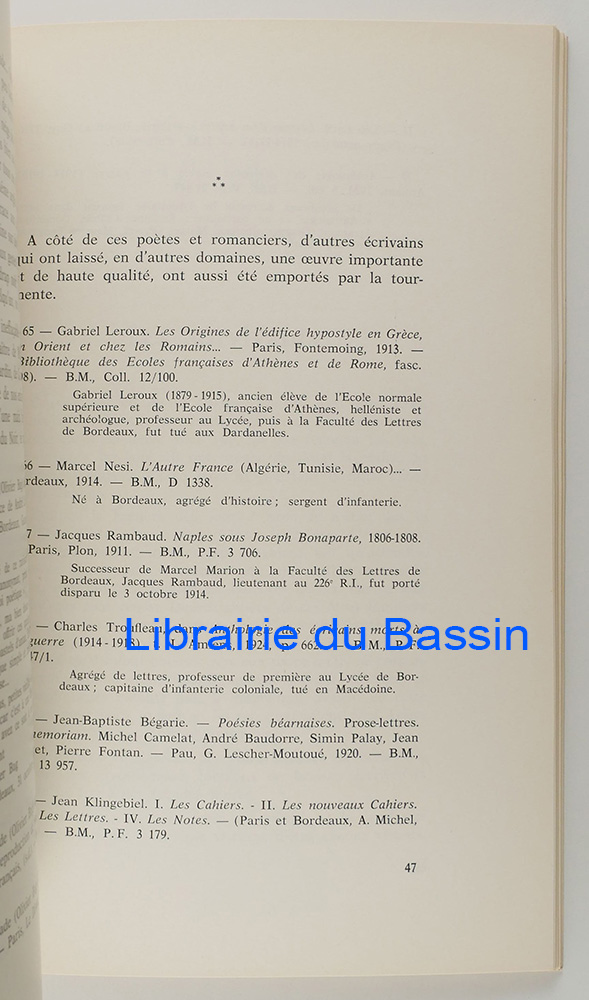 A côté de ces poètes et romanciers, d'autres écrivains
qui ont laissé, en d'autres domaines, une œuvre importante
t de haute qualité, ont aussi été emportés par la tour-
mente.
65 — Gabriel Leroux. Les Origines de l'édifice hypostyle en Grèce,
n Orient et chez les Romains... — Paris, Fontemoing, 1913. —
Bibliothèque des Ecoles françaises d'Athènes et de Rome, fasc.
08). — B.M., Coll. 12/100.
Gabriel Leroux (1879-1915), ancien élève de l'Ecole normale
supérieure et de l'Ecole française d'Athènes, helléniste et
archéologue, professeur au Lycée, puis à la Faculté des Lettres
de Bordeaux, fut tué aux Dardanelles.
66 — Marcel Nesi. L'Autre France (Algérie, Tunisie, Maroc)... —
rdeaux, 1914. — B.M., D 1338.
Né à Bordeaux, agrégé d'histoire ; sergent d'infanterie.
7 — Jacques Rambaud. Naples sous Joseph Bonaparte, 1806-1808.
Paris, Plon, 1911. — B.M., P.F. 3 706.
Successeur de Marcel Marion à la Faculté des Lettres de
Bordeaux, Jacques Rambaud, lieutenant au 226e R.I., fut porté
disparu le 3 octobre 1914.
— Charles Troufleau, dans Anthologie des écrivains morts à
guerre (1914-1918)
47/1.
Librairie du Bassin
Agrégé de lettres, professeur de première au Lycée de Bor-
deaux ; capitaine d'infanterie coloniale, tué en Macédoine.
— Jean-Baptiste Bégarie. — Poésies béarnaises. Prose-lettres.
memoriam. Michel Camelat, André Baudorre, Simin Palay, Jean
et, Pierre Fontan. — Pau, G. Lescher-Moutoué, 1920. — B.M.,
13 957.
— Jean Klingebiel. I. Les Cahiers. - II. Les nouveaux Cahiers.
Les Lettres. - IV. Les Notes. — (Paris et Bordeaux, A. Michel,
— B.M., P.F. 3 179.
47